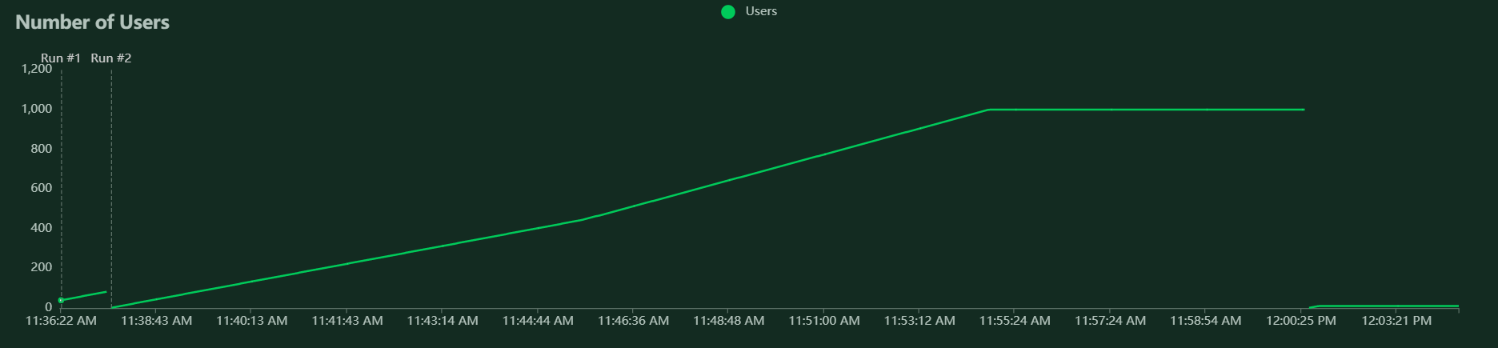 Users
Number of Users
Run #1 Run #2
1,200
1,000
800
600
400
200
0
11:36:22 AM 11:38:43 AM 11:40:13 AM 11:41:43 AM 11:43:14 AM 11:44:44 AM 11:46:36 AM 11:48:48 AM 11:51:00 AM 11:53:12 AM 11:55:24 AM 11:57:24 AM 11:58:54 AM 12:00:25 PM 12:03:21 PM